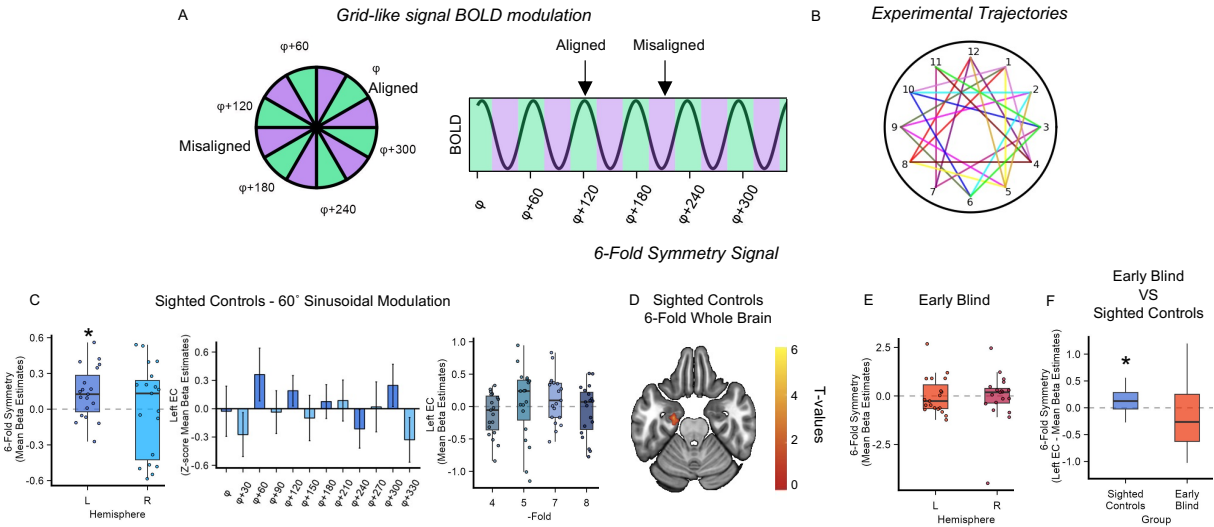 A
Grid-like signal BOLD modulation
φ+60
φ
Aligned
φ+120
Misaligned
φ+300
φ+180
φ+240
Aligned
Misaligned
BOLD
φ
φ+60
φ+120
φ+180
φ+240
φ+300
B
Experimental Trajectories
12
1
2
3
4
5
6
7
8
9
10
11
6-Fold Symmetry Signal
C
Sighted Controls - 60˚ Sinusoidal Modulation
6-Fold Symmetry
(Mean Beta Estimates)
0.6
0.3
0.0
-0.3
-0.6
*
L
R
Hemisphere
Left EC
(Z-score Mean Beta Estimates)
0.6
0.3
0.0
-0.3
-0.6
φ
φ+30
φ+60
φ+90
φ+120
φ+150
φ+180
φ+210
φ+240
φ+270
φ+300
φ+330
Left EC
(Mean Beta Estimates)
1.0
0.5
0.0
-0.5
-1.0
4
5
7
8
-Fold
D
Sighted Controls
6-Fold Whole Brain
6
4
2
0
T-values
E
Early Blind
6-Fold Symmetry
(Mean Beta Estimates)
2.5
0.0
-2.5
L
R
Hemisphere
F
Early Blind
VS
Sighted Controls
6-Fold Symmetry
(Left EC - Mean Beta Estimates)
1.0
0.5
0.0
-0.5
-1.0
*
Sighted
Controls
Early
Blind
Group